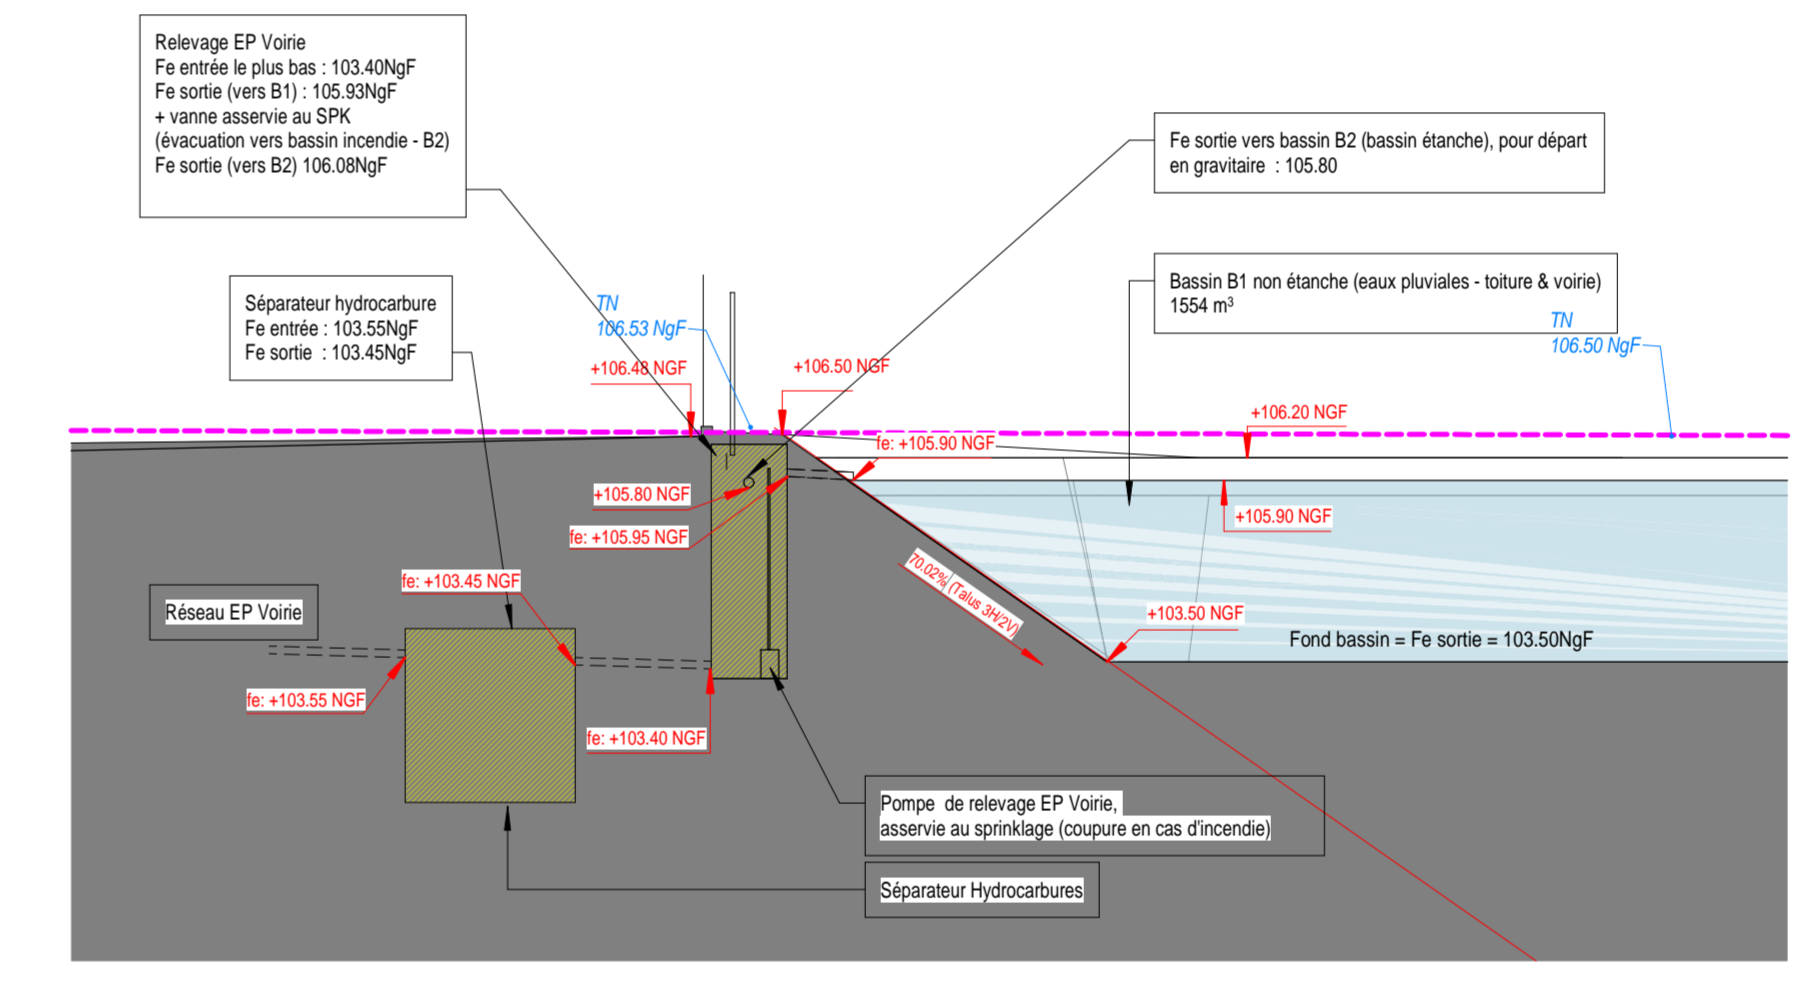 Relevage EP Voirie
Fe entrée le plus bas : 103.40NgF
Fe sortie (vers B1) : 105.93NgF
+ vanne asservie au SPK
(évacuation vers bassin incendie - B2)
Fe sortie (vers B2) 106.08NgF
Fe sortie vers bassin B2 (bassin étanche), pour départ
en gravitaire : 105.80
Séparateur hydrocarbure
Fe entrée : 103.55NgF
Fe sortie : 103.45NgF
Bassin B1 non étanche (eaux pluviales - toiture & voirie)
1554 m³
TN
106.53 NgF
TN
106.50 NgF
+106.48 NGF
+106.50 NGF
+106.20 NGF
fe: +105.90 NGF
+105.80 NGF
+105.90 NGF
fe: +105.95 NGF
70.02% (Talus 3H/2V)
fe: +103.45 NGF
Réseau EP Voirie
+103.50 NGF
Fond bassin = Fe sortie = 103.50NgF
fe: +103.55 NGF
fe: +103.40 NGF
Pompe de relevage EP Voirie,
asservie au sprinklage (coupure en cas d'incendie)
Séparateur Hydrocarbures